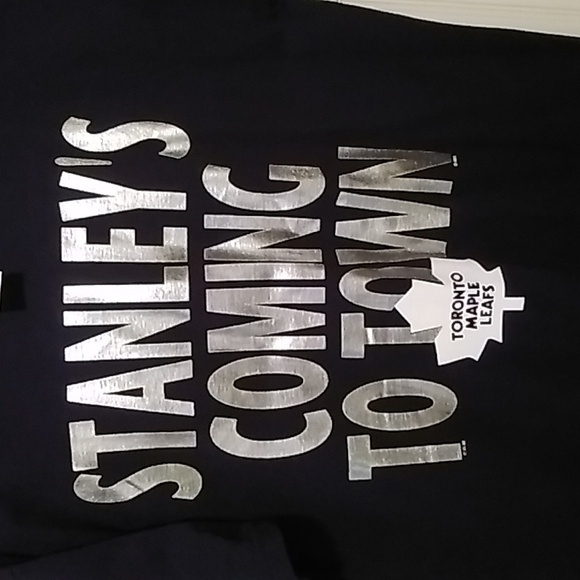 STANLEY'S
COMING
TO TOWN
TORONTO
MAPLE
LEAFS